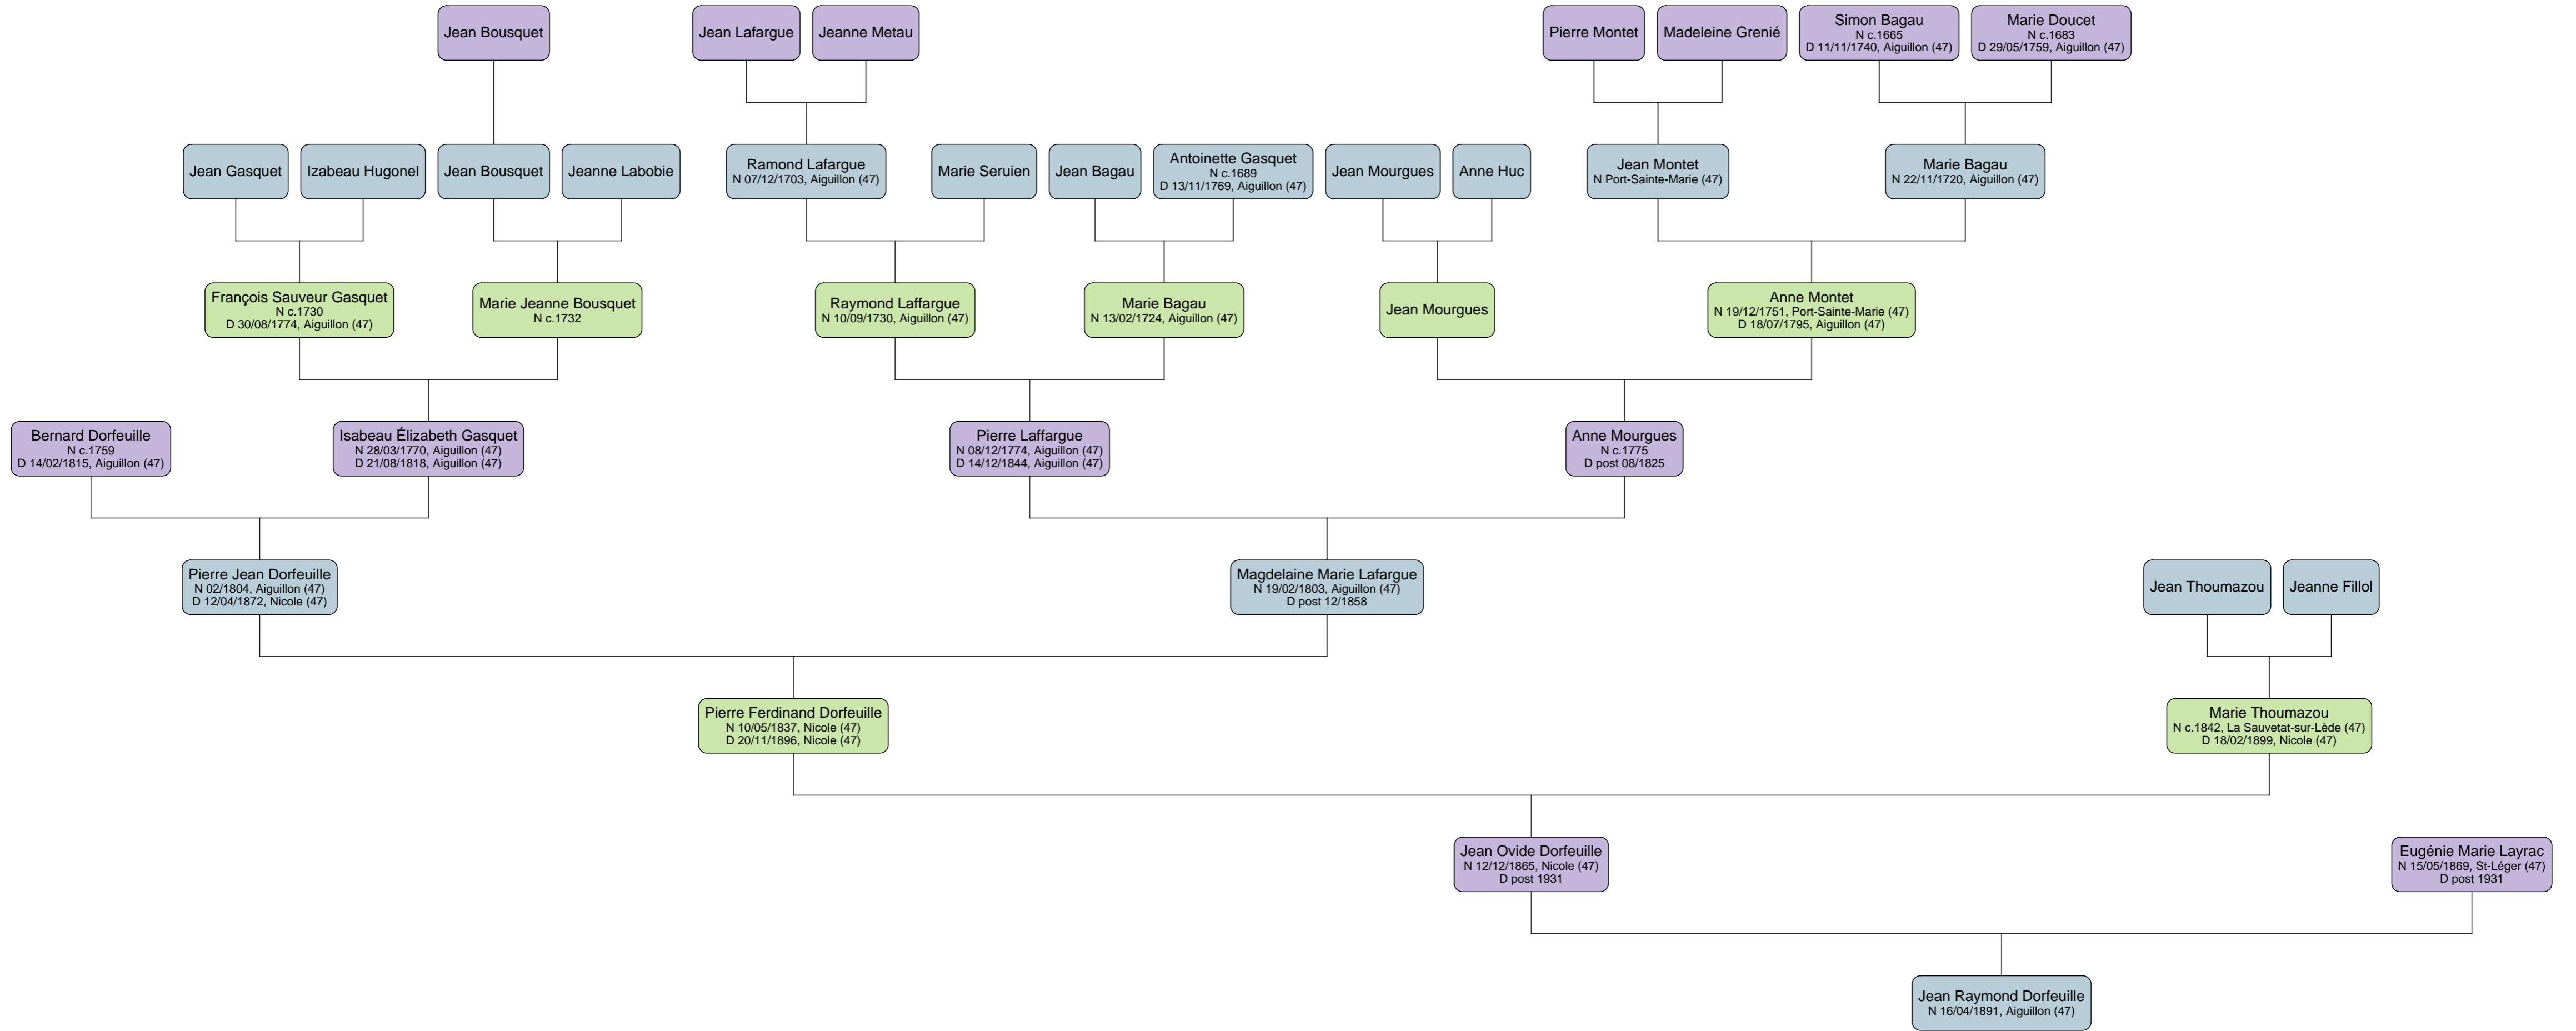 Jean Bousquet
Jean Lafargue
Jeanne Metau
Pierre Montet
Madeleine Grenié
Simon Bagau
N c.1665
D 11/11/1740, Aiguillon (47)
Marie Doucet
N c.1683
D 29/05/1759, Aiguillon (47)
Jean Gasquet
Izabeau Hugonel
Jean Bousquet
Jeanne Labobie
Ramond Lafargue
N 07/12/1703, Aiguillon (47)
Marie Seruien
Jean Bagau
Antoinette Gasquet
N c.1689
D 13/11/1769, Aiguillon (47)
Jean Mourgues
Anne Huc
Jean Montet
N Port-Sainte-Marie (47)
Marie Bagau
N 22/11/1720, Aiguillon (47)
François Sauveur Gasquet
N c.1730
D 30/08/1774, Aiguillon (47)
Marie Jeanne Bousquet
N c.1732
Raymond Laffargue
N 10/09/1730, Aiguillon (47)
Marie Bagau
N 13/02/1724, Aiguillon (47)
Jean Mourgues
Anne Montet
N 19/12/1751, Port-Sainte-Marie (47)
D 18/07/1795, Aiguillon (47)
Bernard Dorfeuille
N c.1759
D 14/02/1815, Aiguillon (47)
Isabeau Élizabeth Gasquet
N 28/03/1770, Aiguillon (47)
D 21/08/1818, Aiguillon (47)
Pierre Laffargue
N 08/12/1774, Aiguillon (47)
D 14/12/1844, Aiguillon (47)
Anne Mourgues
N c.1775
D post 08/1825
Pierre Jean Dorfeuille
N 02/1804, Aiguillon (47)
D 12/04/1872, Nicole (47)
Magdelaine Marie Lafargue
N 19/02/1803, Aiguillon (47)
D post 12/1858
Jean Thoumazou
Jeanne Fillol
Pierre Ferdinand Dorfeuille
N 10/05/1837, Nicole (47)
D 20/11/1896, Nicole (47)
Marie Thoumazou
N c.1842, La Sauvetat-sur-Lède (47)
D 18/02/1899, Nicole (47)
Jean Ovide Dorfeuille
N 12/12/1865, Nicole (47)
D post 1931
Eugénie Marie Layrac
N 15/05/1869, St-Léger (47)
D post 1931
Jean Raymond Dorfeuille
N 16/04/1891, Aiguillon (47)